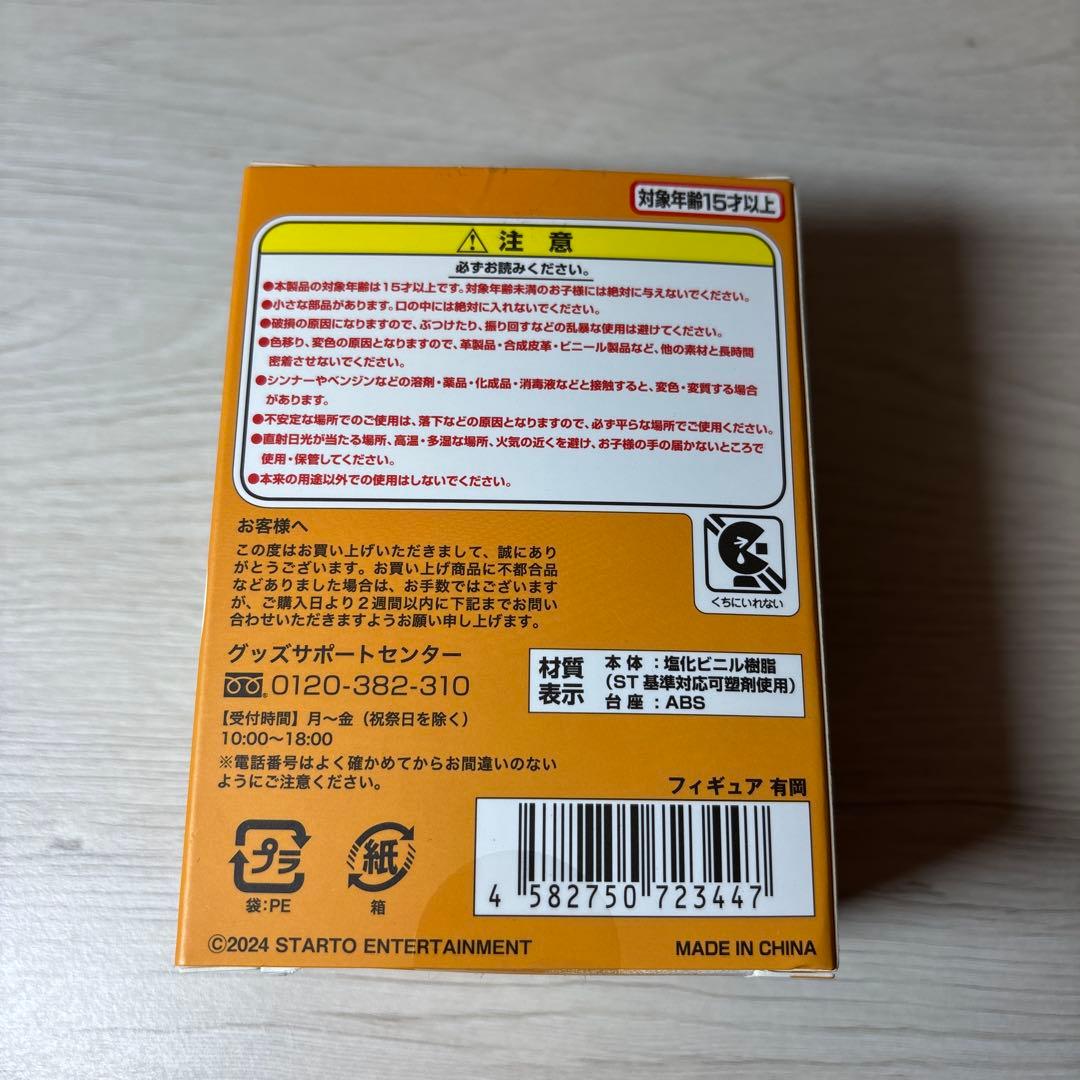 対象年齢15才以上
注 意
必ずお読みください。
●本製品の対象年齢は15才以上です。対象年齢未満のお子様には絶対に与えないでください。
●小さな部品があります。口の中には絶対に入れないでください。
●破損の原因になりますので、ぶつけたり、振り回すなどの乱暴な使用は避けてください。
●色移り、変色の原因となりますので、革製品・合成皮革・ビニール製品など、他の素材と長時間
密着させないでください。
●シンナーやベンジンなどの溶剤・薬品・化成品・消毒液などと接触すると、変色・変質する場合
があります。
●不安定な場所でのご使用は、落下などの原因となりますので、必ず平らな場所でご使用ください。
●直射日光が当たる場所、高温・多湿な場所、火気の近くを避け、お子様の手の届かないところで
使用・保管してください。
●本来の用途以外での使用はしないでください。
くちにいれない
お客様へ
この度はお買い上げいただきまして、誠にあり
がとうございます。お買い上げ商品に不都合品
などありました場合は、お手数ではございます
が、ご購入日より２週間以内に下記までお問い
合わせいただきますようお願い申し上げます。
グッズサポートセンター
0120-382-310
【受付時間】月～金（祝祭日を除く）
10:00～18:00
※電話番号はよく確かめてからお間違いのない
ようにご注意ください。
材質
表示
本 体 ：塩化ビニル樹脂
（ST 基準対応可塑剤使用）
台 座 ：ABS
フィギュア 有岡
4 582750 723447
プラ
袋:PE
紙
箱
©2024 STARTO ENTERTAINMENT
MADE IN CHINA